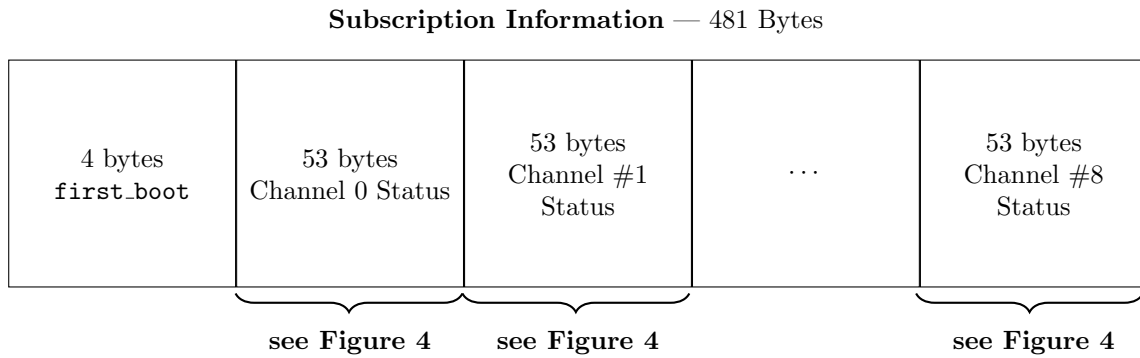 Subscription Information — 481 Bytes
4 bytes
first_boot
53 bytes
Channel 0 Status
53 bytes
Channel #1
Status
...
53 bytes
Channel #8
Status
see Figure 4
see Figure 4
see Figure 4